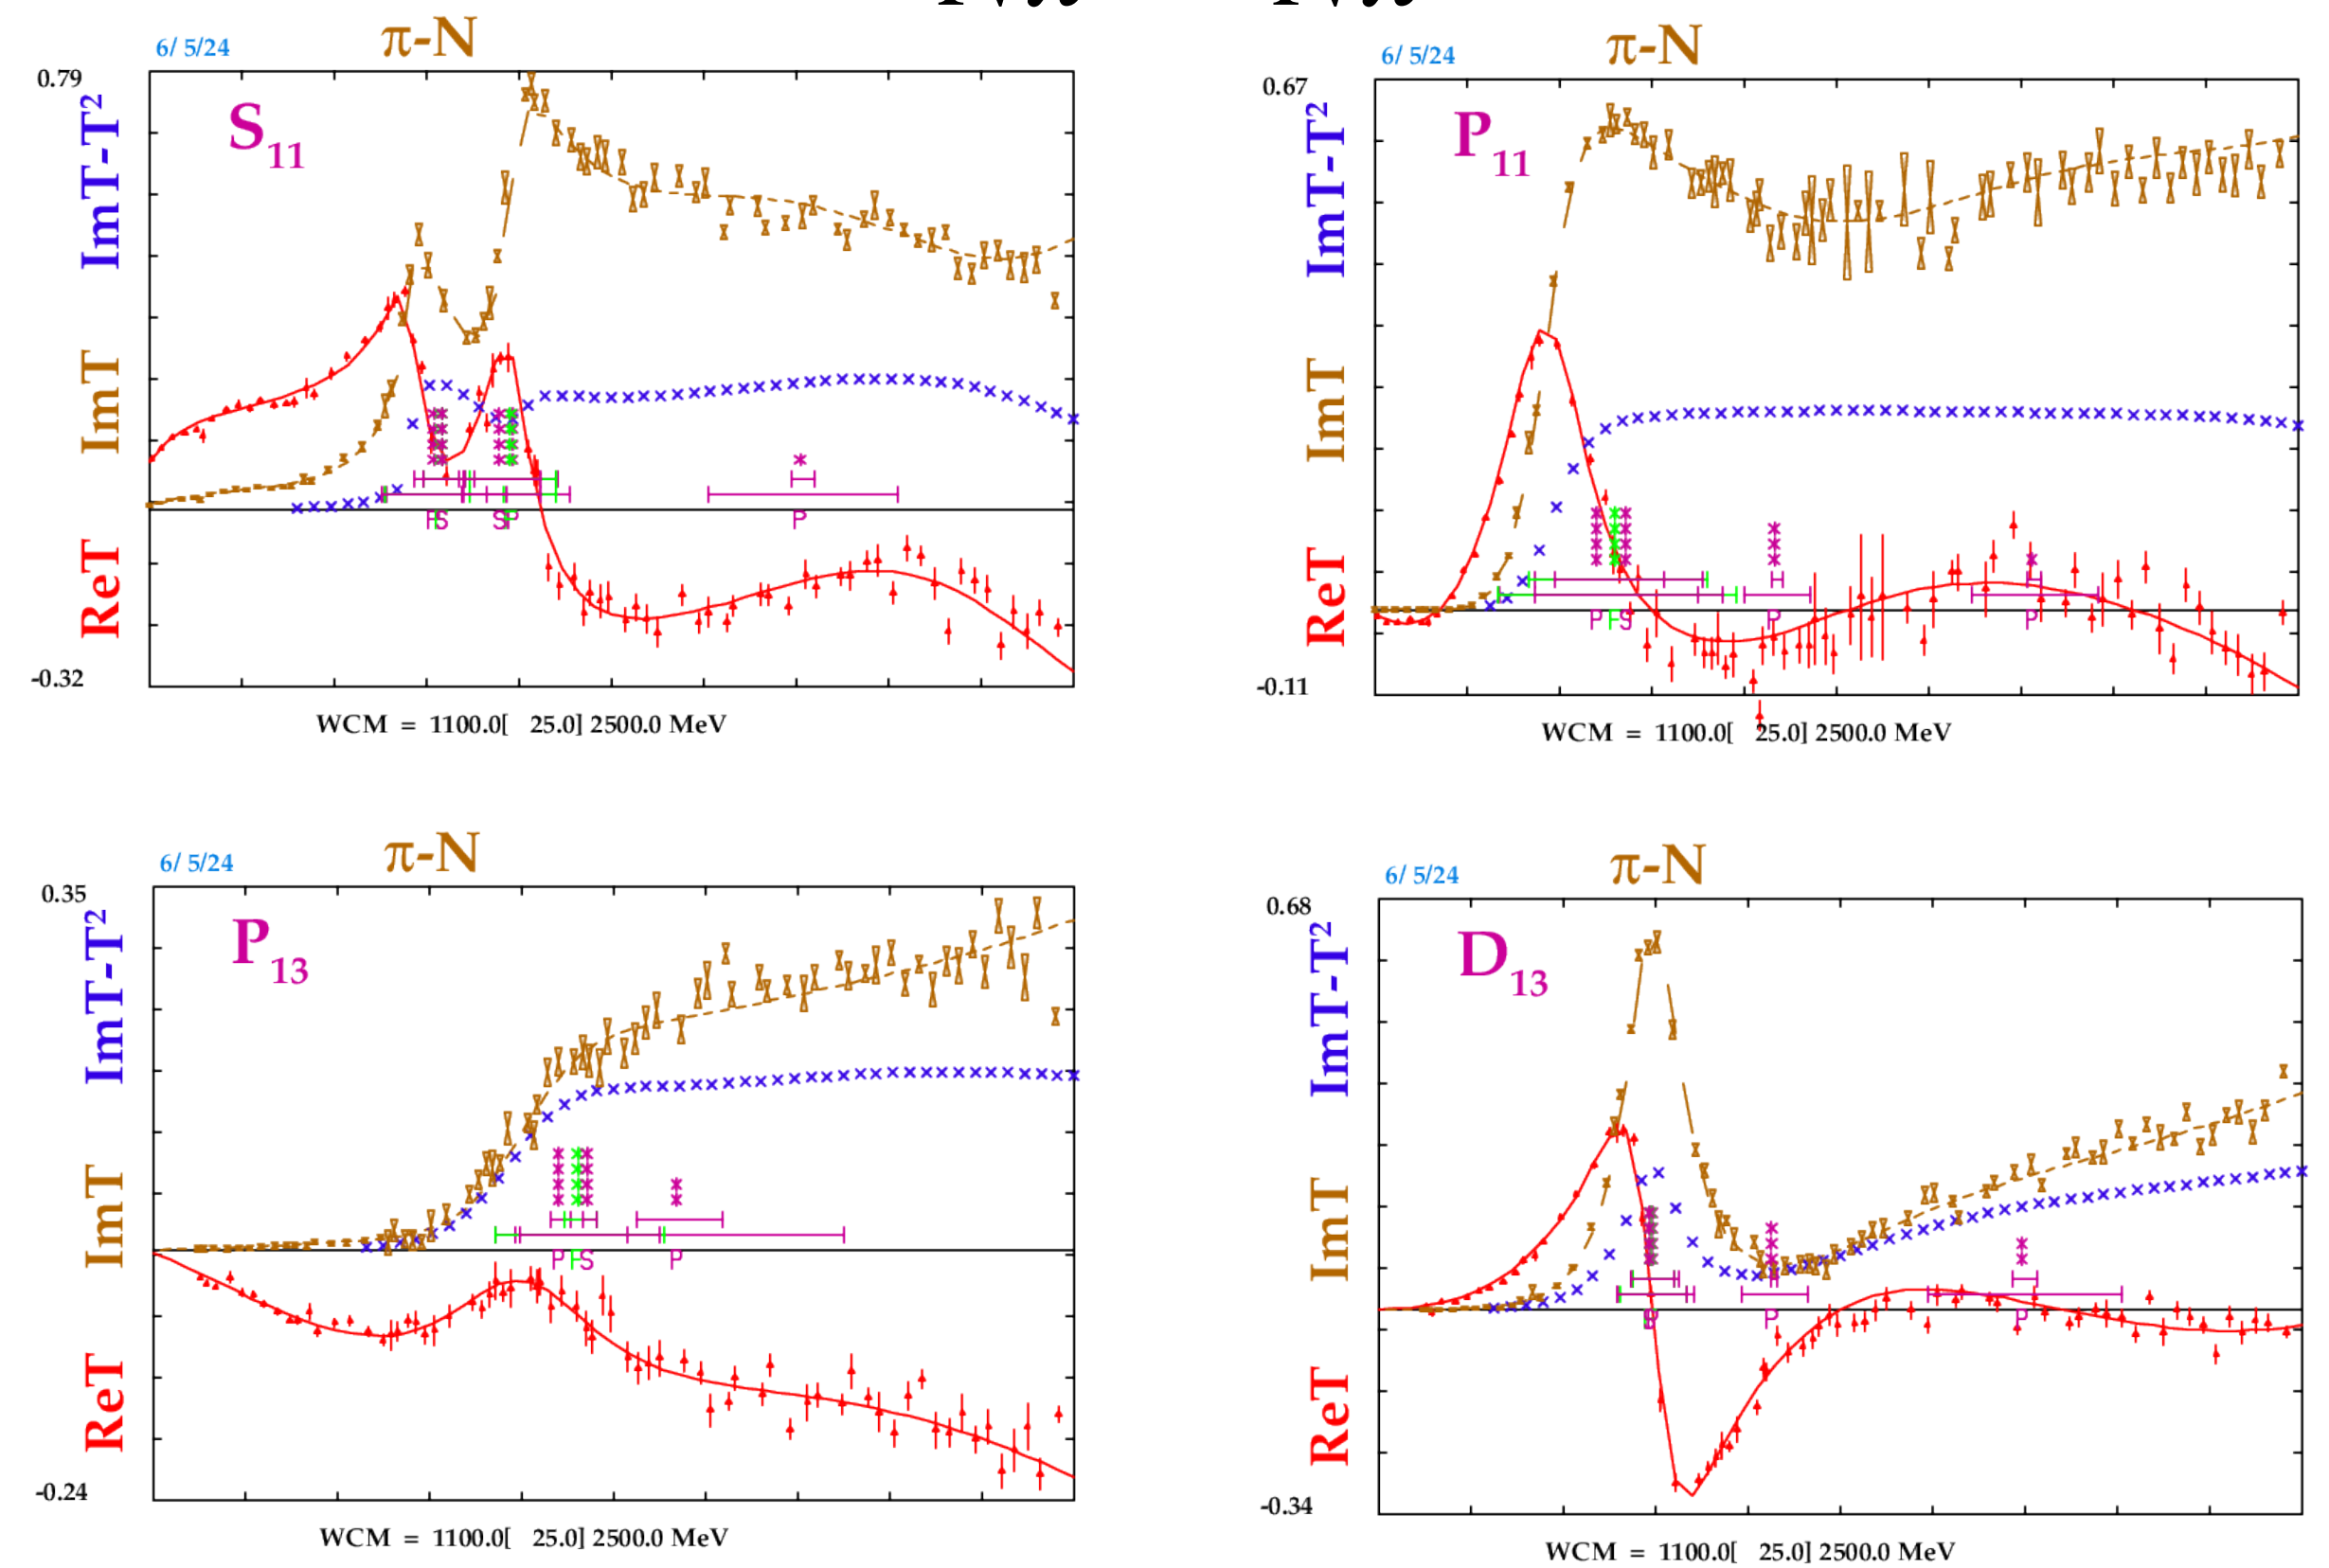 6/ 5/24
π-N
0.79
S11
ImT-T²
ImT
ReT
PS
SP
P
-0.32
WCM = 1100.0[ 25.0] 2500.0 MeV
6/ 5/24
π-N
0.67
P11
ImT-T²
ImT
ReT
P F S
P
P
-0.11
WCM = 1100.0[ 25.0] 2500.0 MeV
6/ 5/24
π-N
0.35
P13
ImT-T²
ImT
ReT
P F S
P
-0.24
WCM = 1100.0[ 25.0] 2500.0 MeV
6/ 5/24
π-N
0.68
D13
ImT-T²
ImT
ReT
P
P
-0.34
WCM = 1100.0[ 25.0] 2500.0 MeV